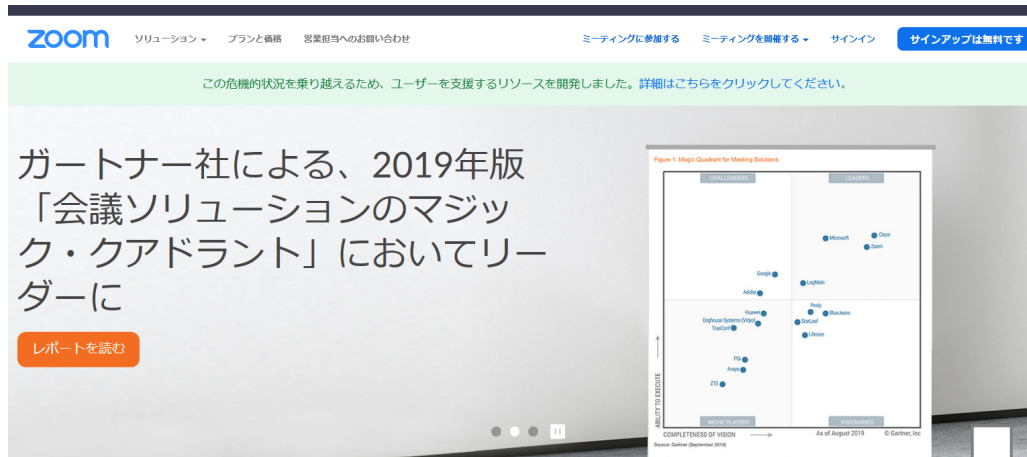 zoom
ソリューション
プランと価格
営業担当へのお問い合わせ
ミーティングに参加する
ミーティングを開催する
サインイン
サインアップは無料です
この危機的状況を乗り越えるため、ユーザーを支援するリソースを開発しました。詳細はこちらをクリックしてください。
ガートナー社による、2019年版
「会議ソリューションのマジッ
ク・クアドラント」においてリー
ダーに
レポートを読む
Figure 1. Magic Quadrant for Meeting Solutions
CHALLENGERS
LEADERS
Microsoft
Cisco
Zoom
Google
LogMeIn
Adobe
Huawei
Pexip
BlueJeans
Enghouse Systems (Vidyo)
StarLeaf
TrueConf
Lifesize
PGi
Avaya
ZTE
ABILITY TO EXECUTE
NICHE PLAYERS
VISIONARIES
COMPLETENESS OF VISION
As of August 2019
© Gartner, Inc
Source: Gartner (September 2019)